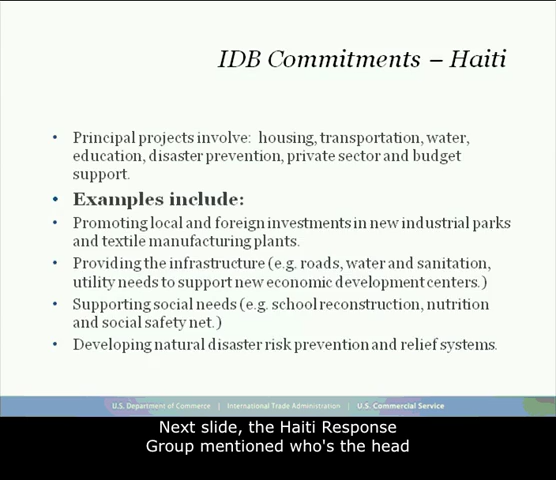 IDB Commitments – Haiti
• Principal projects involve: housing, transportation, water,
education, disaster prevention, private sector and budget
support.
• Examples include:
• Promoting local and foreign investments in new industrial parks
and textile manufacturing plants.
• Providing the infrastructure (e.g. roads, water and sanitation,
utility needs to support new economic development centers.)
• Supporting social needs (e.g. school reconstruction, nutrition
and social safety net.)
• Developing natural disaster risk prevention and relief systems.
U.S. Department of Commerce | International Trade Administration | U.S. Commercial Service
Next slide, the Haiti Response
Group mentioned who's the head